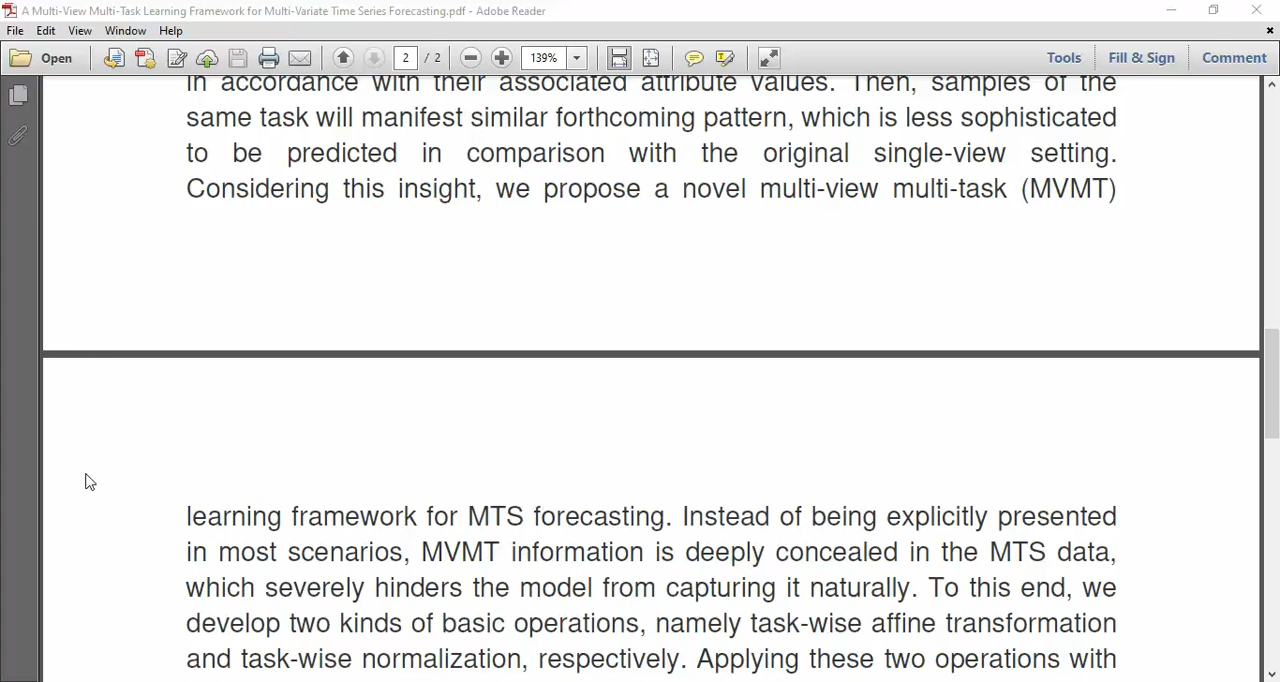 A Multi-View Multi-Task Learning Framework for Multi-Variate Time Series Forecasting.pdf - Adobe Reader
File Edit View Window Help
Open 2 / 2 139% Tools Fill & Sign Comment
in accordance with their associated attribute values. Then, samples of the
same task will manifest similar forthcoming pattern, which is less sophisticated
to be predicted in comparison with the original single-view setting.
Considering this insight, we propose a novel multi-view multi-task (MVMT)
learning framework for MTS forecasting. Instead of being explicitly presented
in most scenarios, MVMT information is deeply concealed in the MTS data,
which severely hinders the model from capturing it naturally. To this end, we
develop two kinds of basic operations, namely task-wise affine transformation
and task-wise normalization, respectively. Applying these two operations with